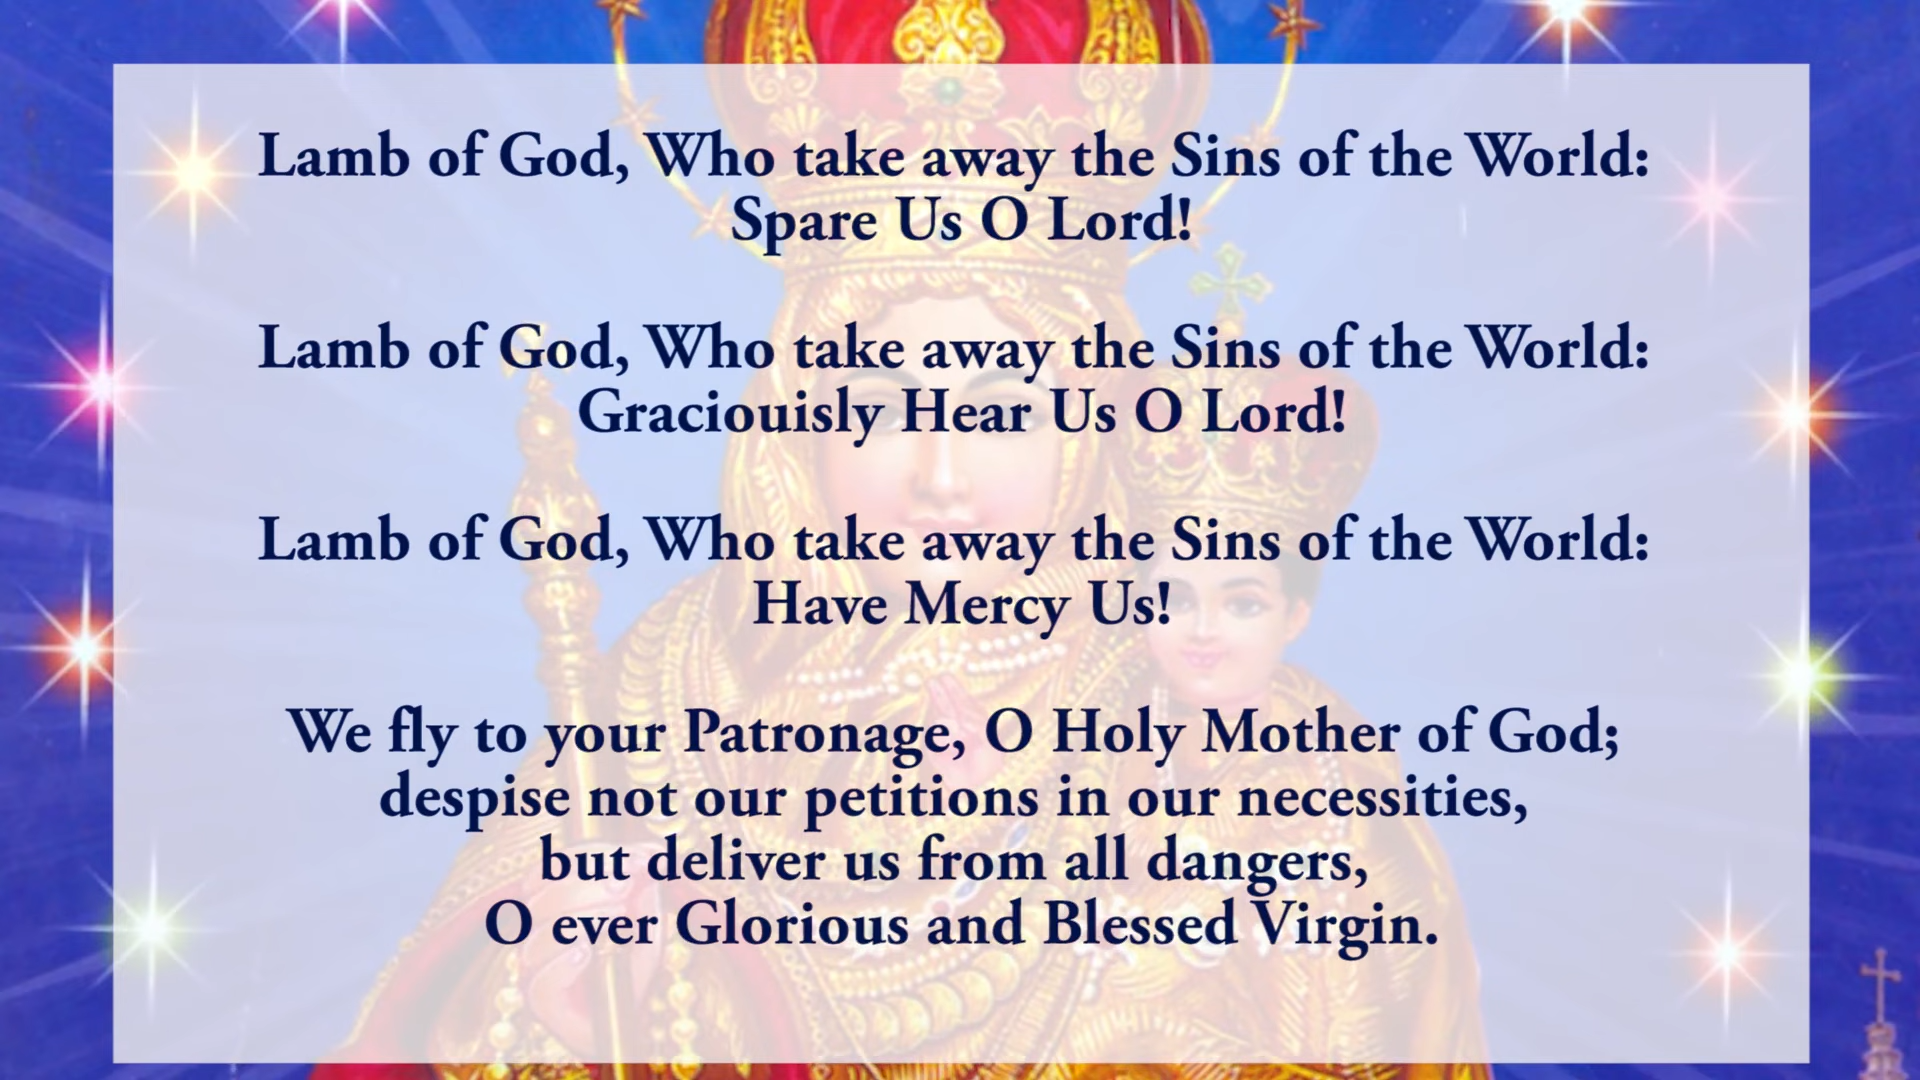 Lamb of God, Who take away the Sins of the World:
Spare Us O Lord!
Lamb of God, Who take away the Sins of the World:
Graciouisly Hear Us O Lord!
Lamb of God, Who take away the Sins of the World:
Have Mercy Us!
We fly to your Patronage, O Holy Mother of God;
despise not our petitions in our necessities,
but deliver us from all dangers,
O ever Glorious and Blessed Virgin.